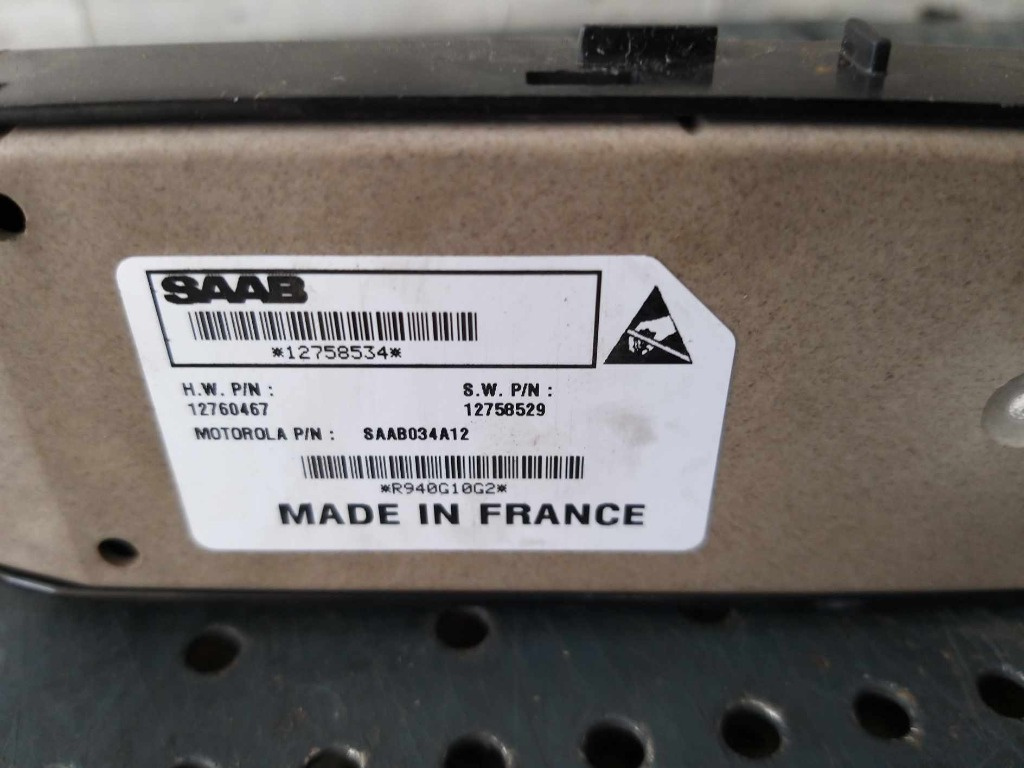 SAAB
*12758534*
H.W. P/N :
S.W. P/N :
12760467
12758529
MOTOROLA P/N : SAAB034A12
*R940G10G2*
MADE IN FRANCE